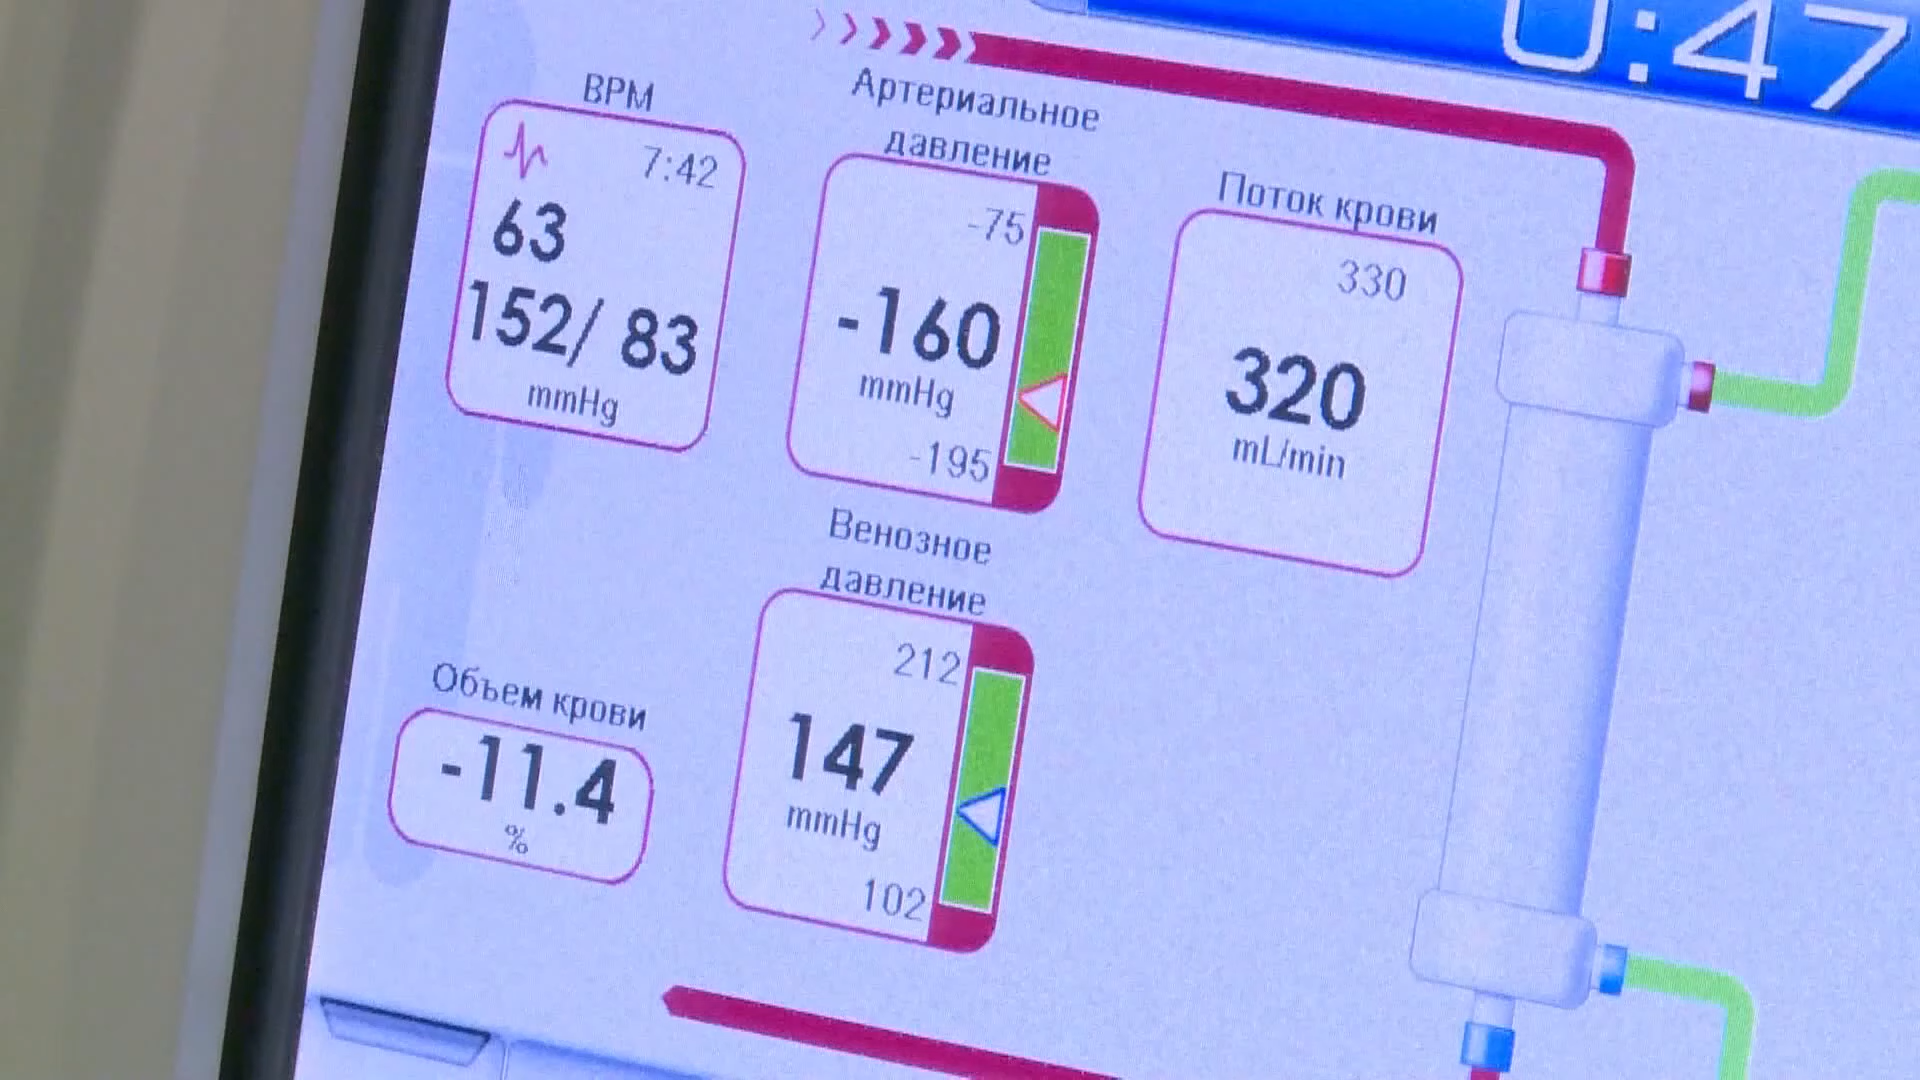 0:47
BPM
7:42
63
152/ 83
mmHg
Артериальное
давление
-75
-160
mmHg
-195
Поток крови
330
320
mL/min
Венозное
давление
212
147
mmHg
102
Объем крови
-11.4
%